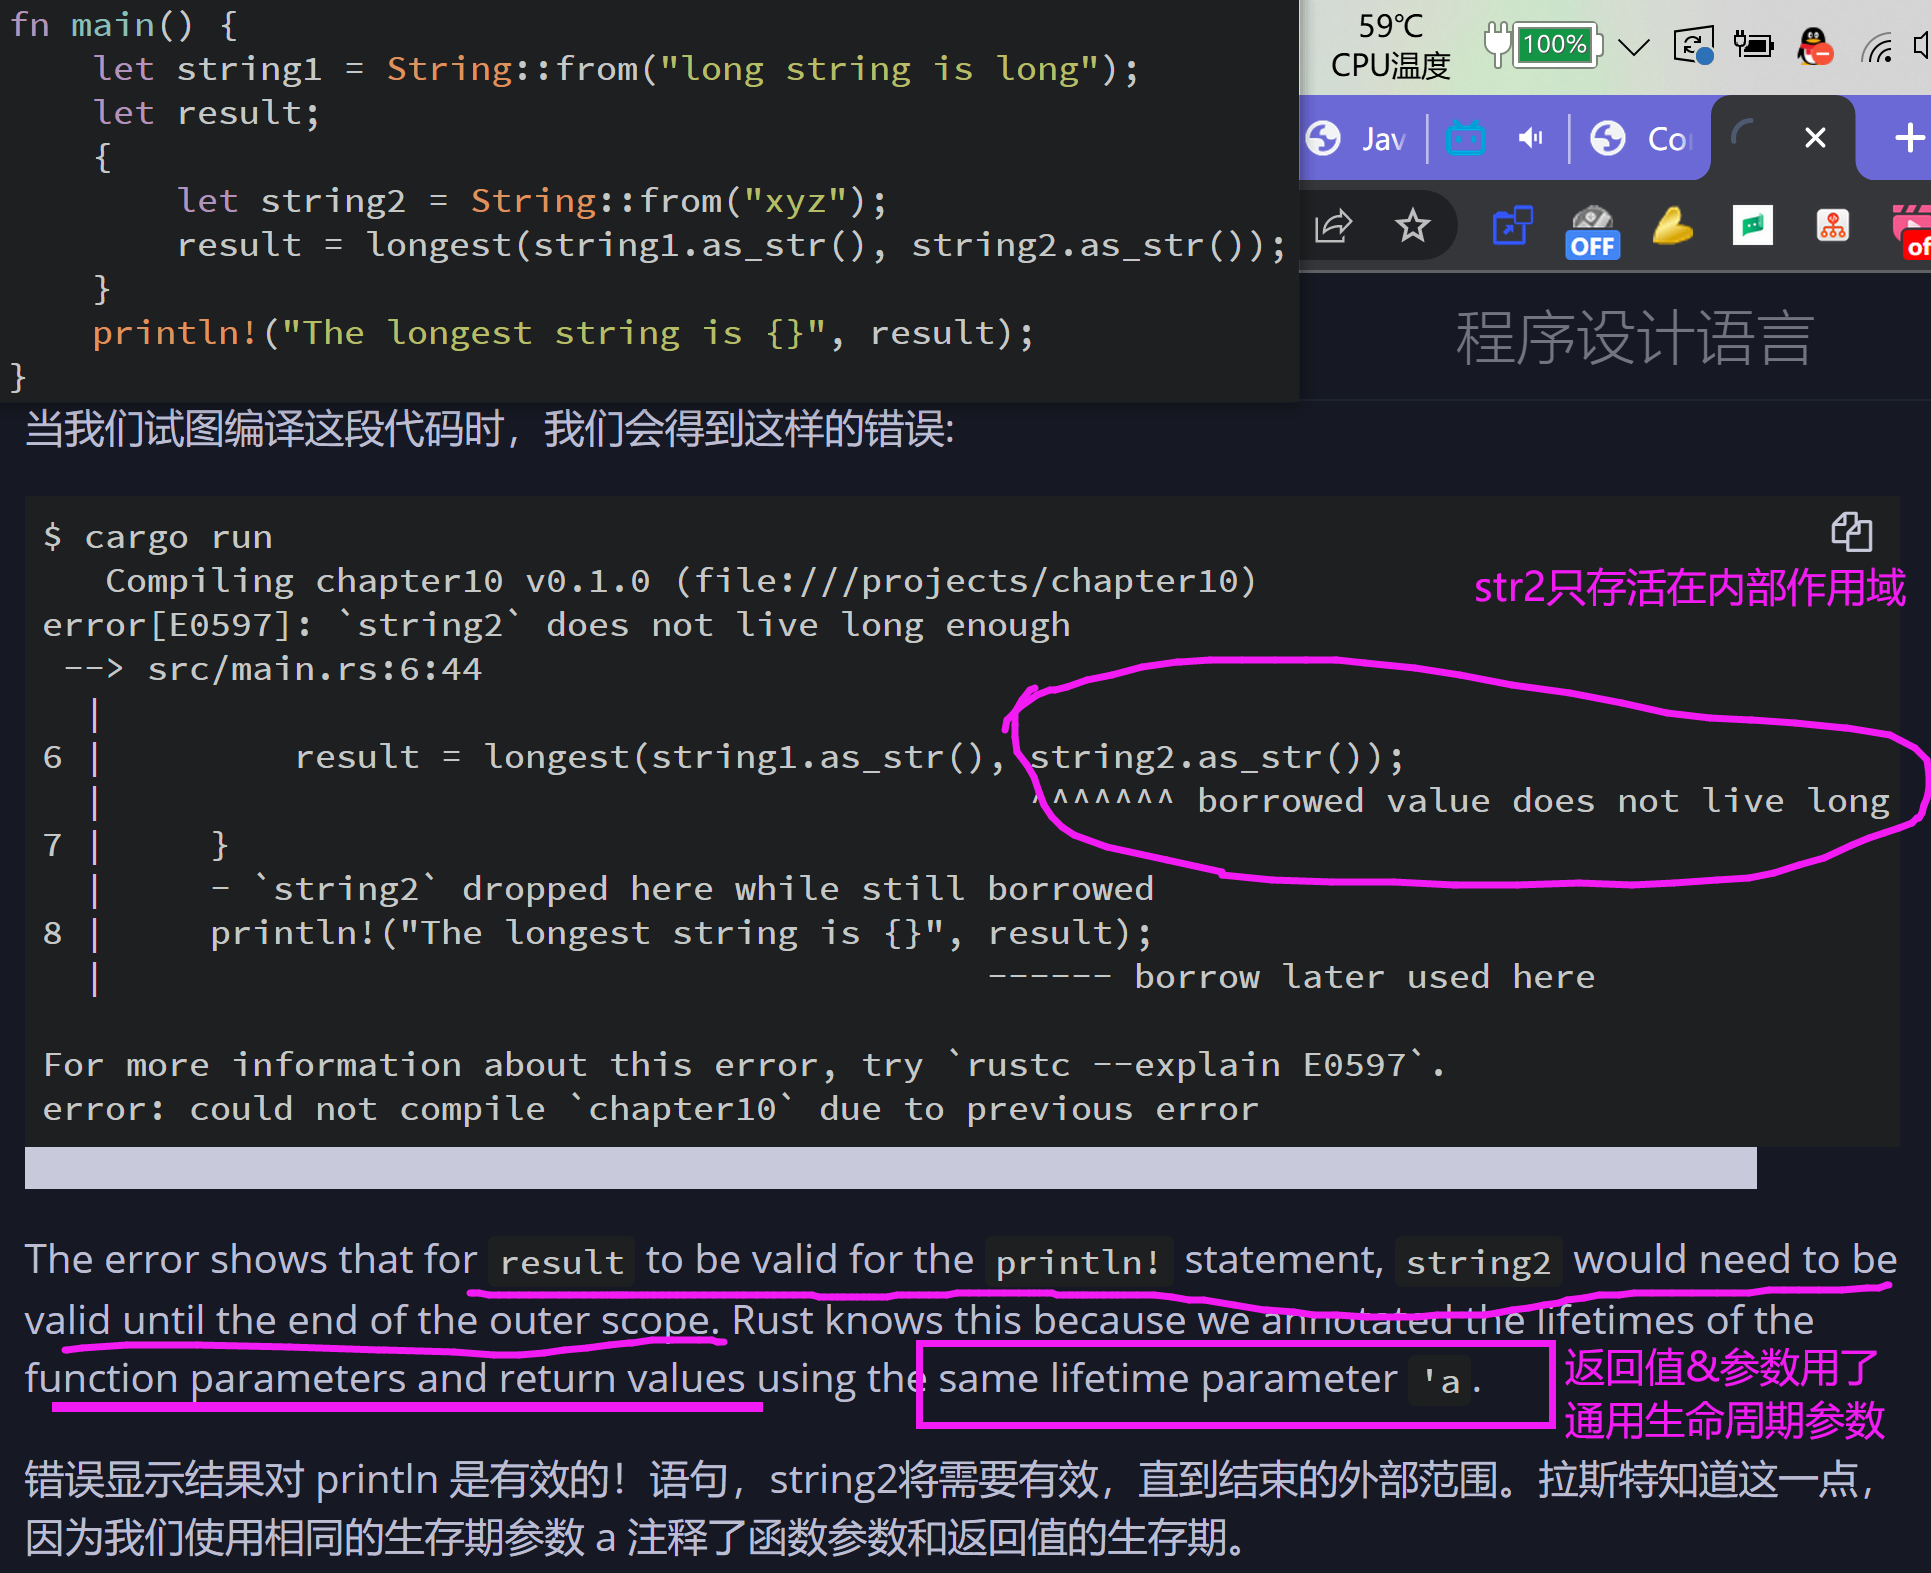 fn main() {
    let string1 = String::from("long string is long");
    let result;
    {
        let string2 = String::from("xyz");
        result = longest(string1.as_str(), string2.as_str());
    }
    println!("The longest string is {}", result);
}
59℃
CPU温度
100%
Jav
Co
OFF
of
程序设计语言
当我们试图编译这段代码时，我们会得到这样的错误:
$ cargo run
   Compiling chapter10 v0.1.0 (file:///projects/chapter10)
str2只存活在内部作用域
error[E0597]: `string2` does not live long enough
 --> src/main.rs:6:44
  |
6 |         result = longest(string1.as_str(), string2.as_str());
  |                                            ^^^^^^^ borrowed value does not live long
7 |     }
  |     - `string2` dropped here while still borrowed
8 |     println!("The longest string is {}", result);
  |                                          ------ borrow later used here
For more information about this error, try `rustc --explain E0597`.
error: could not compile `chapter10` due to previous error
The error shows that for result to be valid for the println! statement, string2 would need to be
valid until the end of the outer scope. Rust knows this because we annotated the lifetimes of the
function parameters and return values using the same lifetime parameter 'a.
返回值&参数用了
通用生命周期参数
错误显示结果对 println 是有效的！语句，string2将需要有效，直到结束的外部范围。拉斯特知道这一点，
因为我们使用相同的生存期参数 a 注释了函数参数和返回值的生存期。